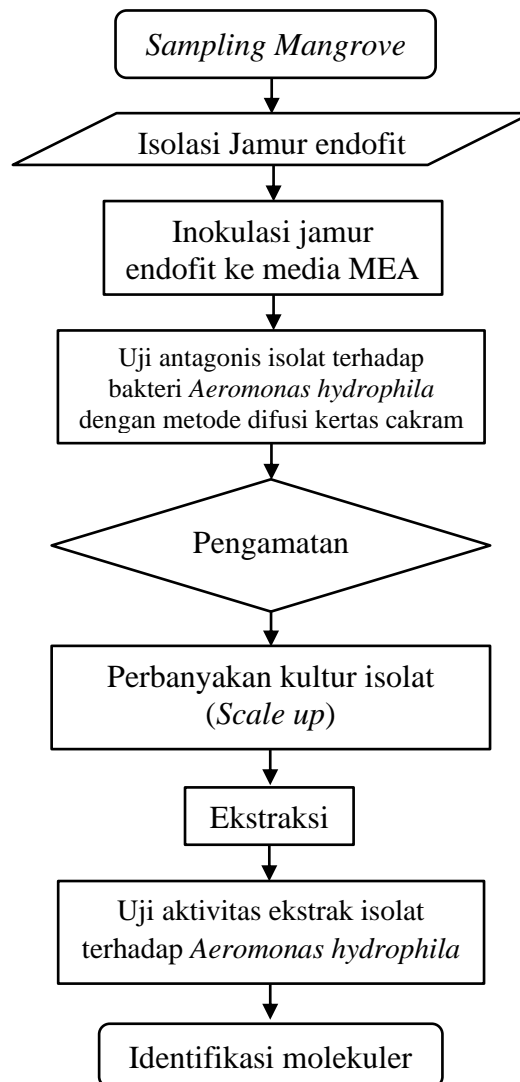 Sampling Mangrove
Isolasi Jamur endofit
Inokulasi jamur
endofit ke media MEA
Uji antagonis isolat terhadap
bakteri Aeromonas hydrophila
dengan metode difusi kertas cakram
Pengamatan
Perbanyakan kultur isolat
(Scale up)
Ekstraksi
Uji aktivitas ekstrak isolat
terhadap Aeromonas hydrophila
Identifikasi molekuler